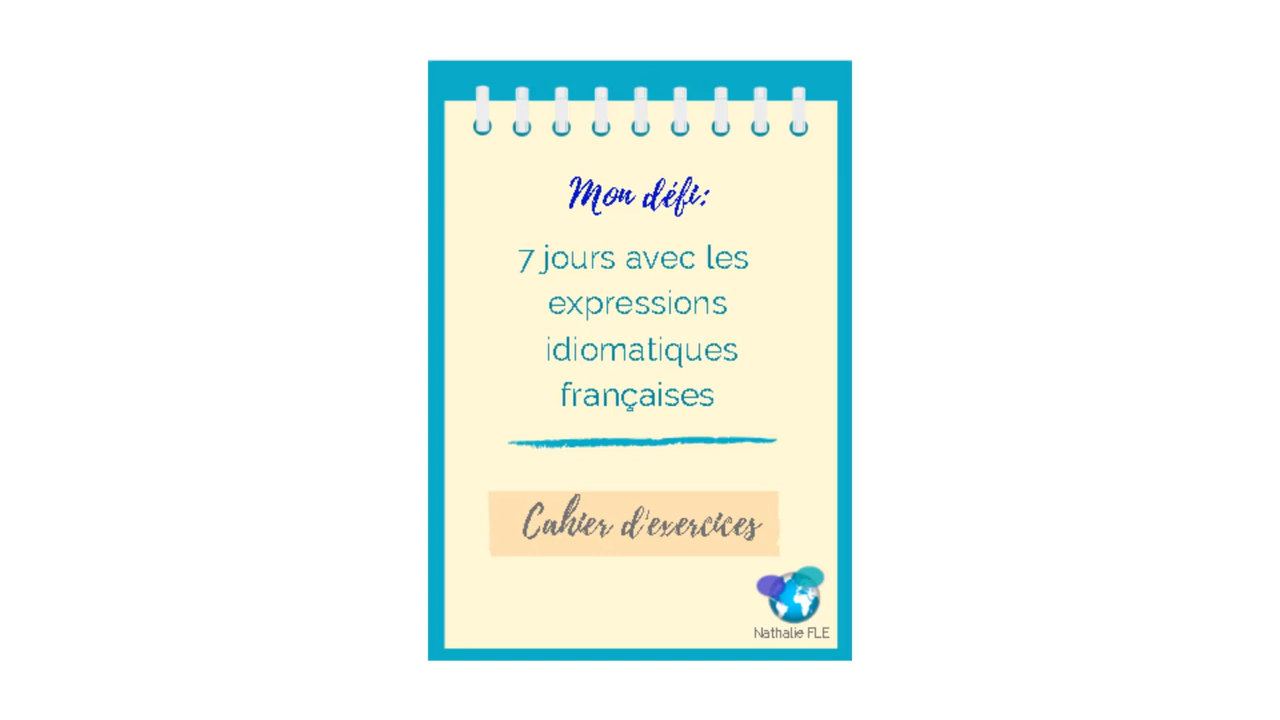 Mon défi:
7 jours avec les
expressions
idiomatiques
françaises
Cahier d'exercices
Nathalie FLE